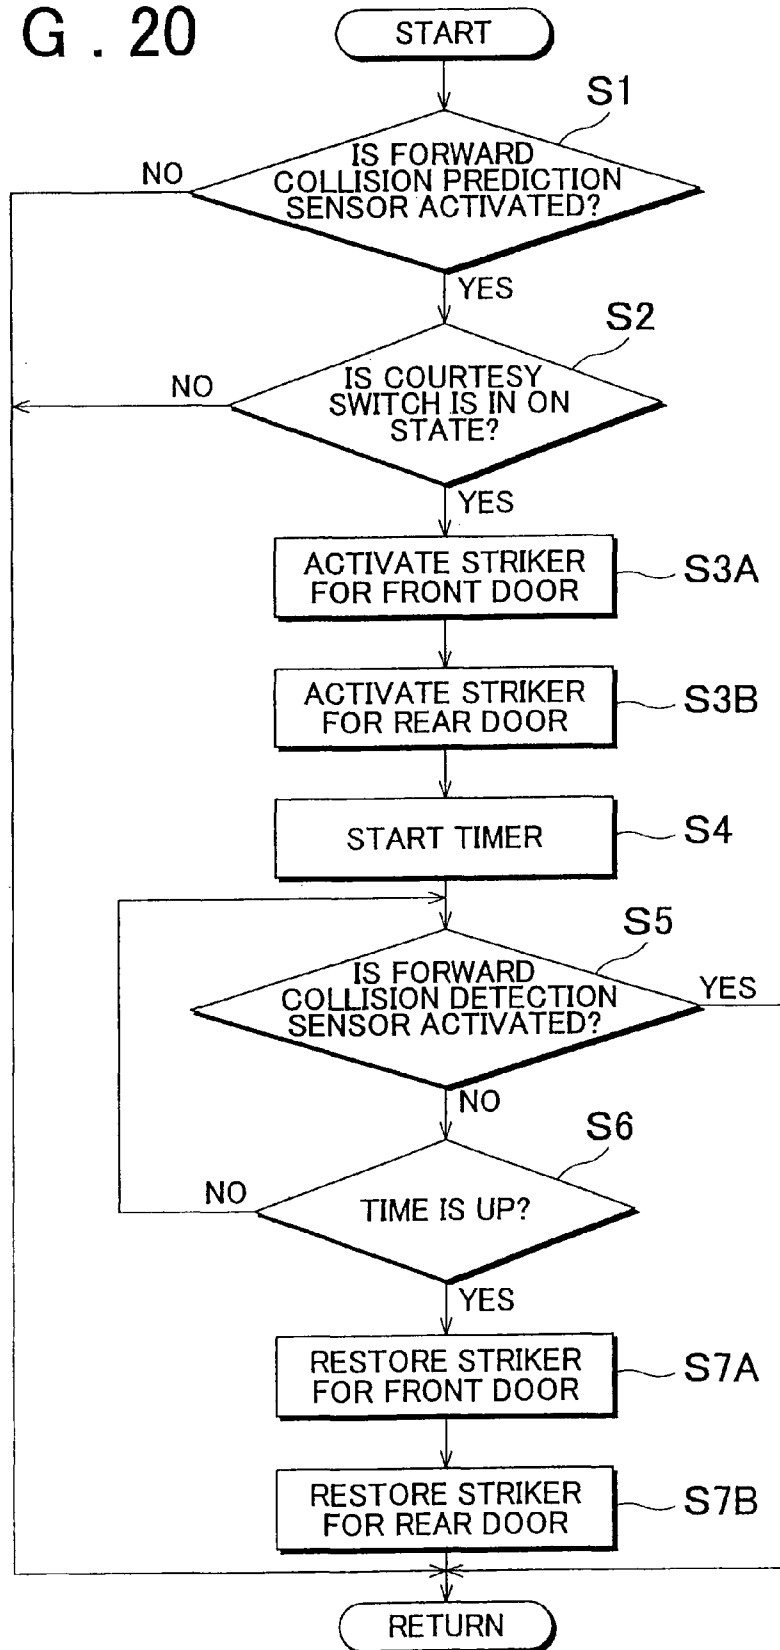 G . 20
START
S1
IS FORWARD
COLLISION PREDICTION
SENSOR ACTIVATED?
NO
YES
S2
IS COURTESY
SWITCH IS IN ON
STATE?
NO
YES
ACTIVATE STRIKER
FOR FRONT DOOR
S3A
ACTIVATE STRIKER
FOR REAR DOOR
S3B
START TIMER
S4
S5
IS FORWARD
COLLISION DETECTION
SENSOR ACTIVATED?
YES
NO
S6
TIME IS UP?
NO
YES
RESTORE STRIKER
FOR FRONT DOOR
S7A
RESTORE STRIKER
FOR REAR DOOR
S7B
RETURN